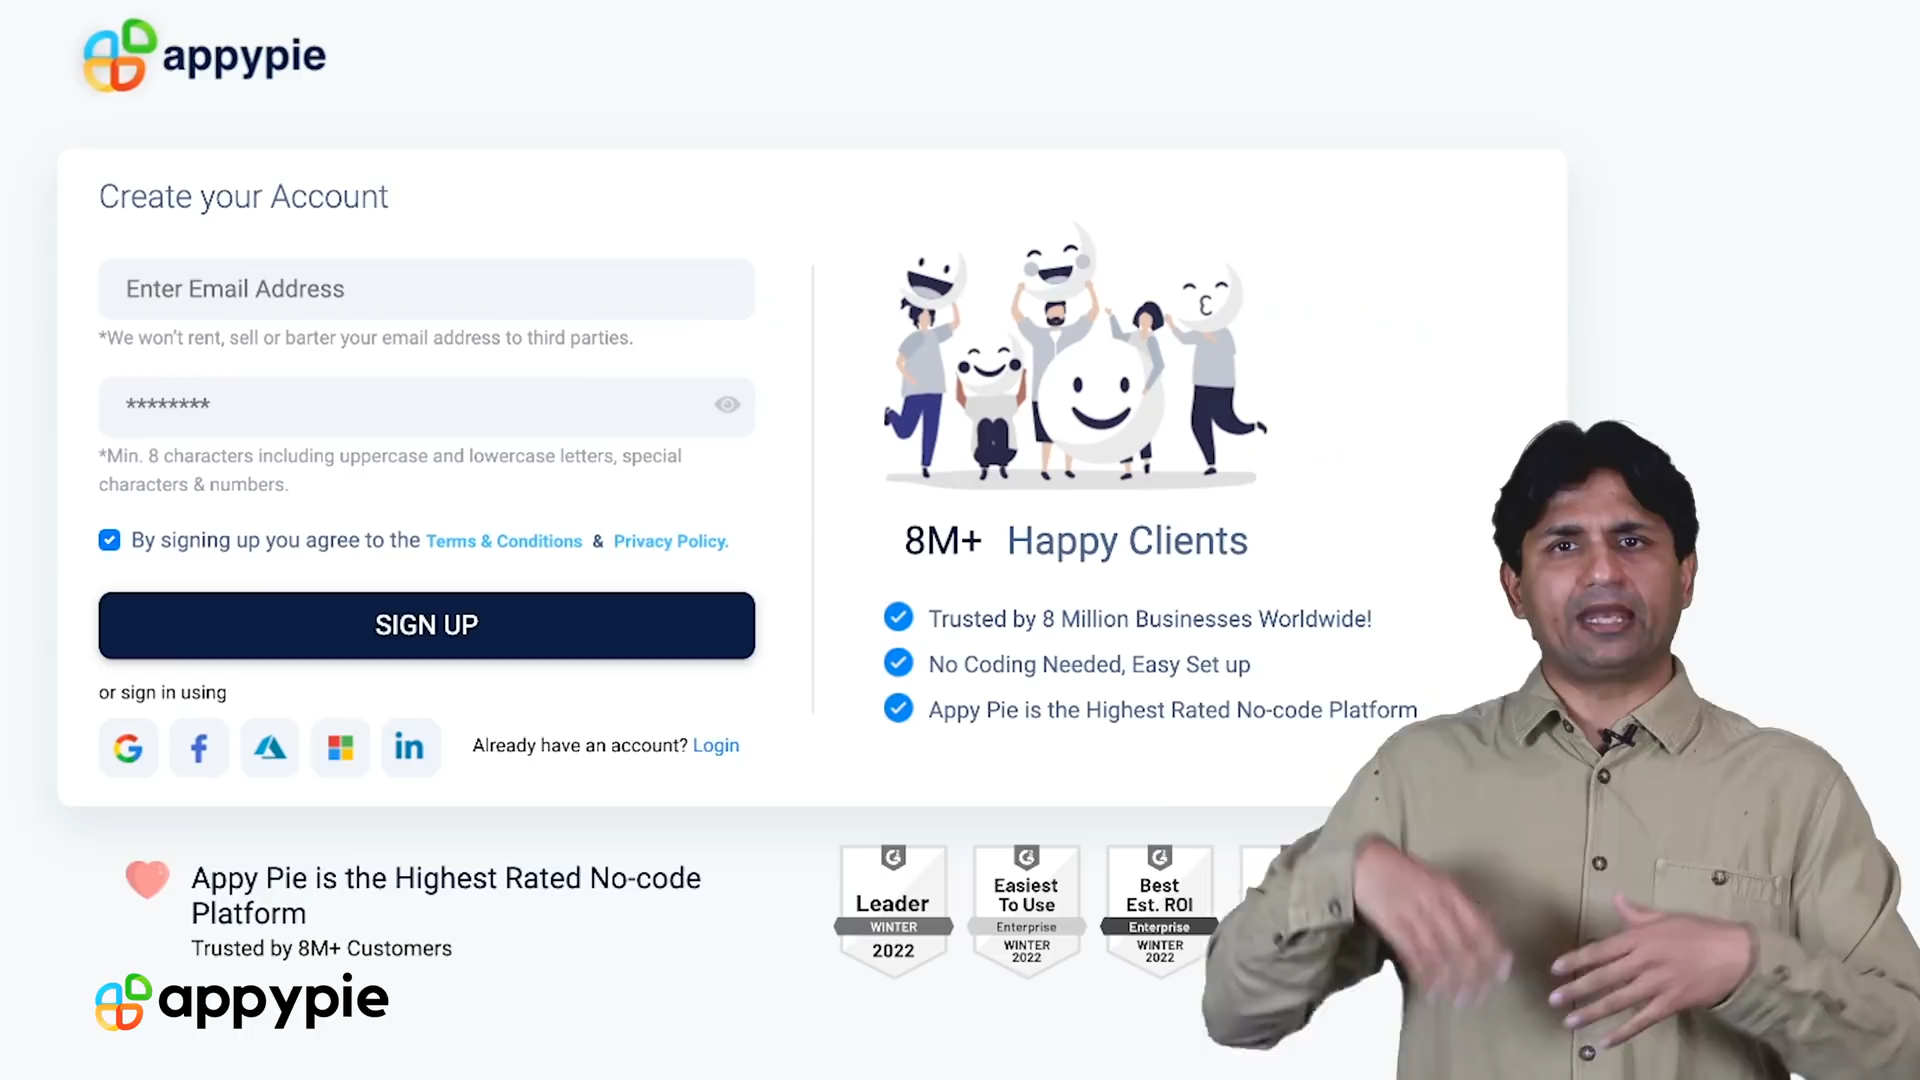 appypie
Create your Account
Enter Email Address
*We won't rent, sell or barter your email address to third parties.
********
*Min. 8 characters including uppercase and lowercase letters, special
characters & numbers.
By signing up you agree to the Terms & Conditions & Privacy Policy.
SIGN UP
or sign in using
Already have an account? Login
8M+ Happy Clients
Trusted by 8 Million Businesses Worldwide!
No Coding Needed, Easy Set up
Appy Pie is the Highest Rated No-code Platform
Appy Pie is the Highest Rated No-code
Platform
Trusted by 8M+ Customers
Leader
WINTER
2022
Easiest
To Use
Enterprise
WINTER
2022
Best
Est. ROI
Enterprise
WINTER
2022
appypie